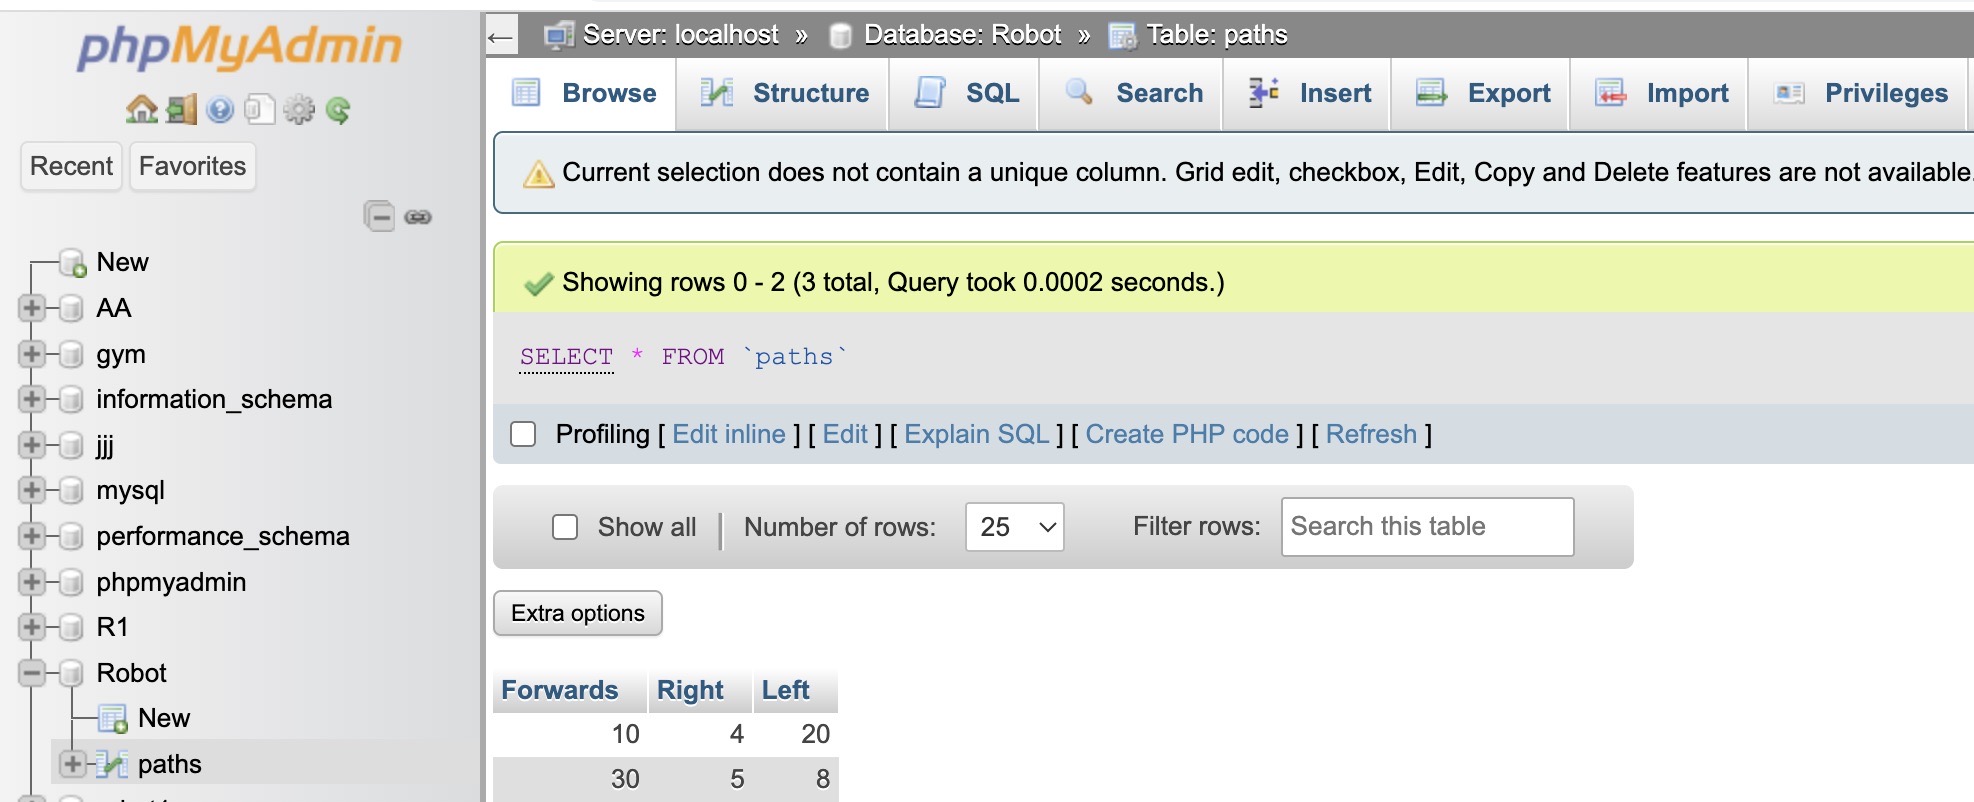 phpMyAdmin
Recent Favorites
New
AA
gym
information_schema
jjj
mysql
performance_schema
phpmyadmin
R1
Robot
New
paths
← Server: localhost » Database: Robot » Table: paths
Browse Structure SQL Search Insert Export Import Privileges
Current selection does not contain a unique column. Grid edit, checkbox, Edit, Copy and Delete features are not available.
Showing rows 0 - 2 (3 total, Query took 0.0002 seconds.)
SELECT * FROM `paths`
Profiling [ Edit inline ] [ Edit ] [ Explain SQL ] [ Create PHP code ] [ Refresh ]
Show all | Number of rows: 25 Filter rows: Search this table
Extra options
Forwards Right Left
10 4 20
30 5 8